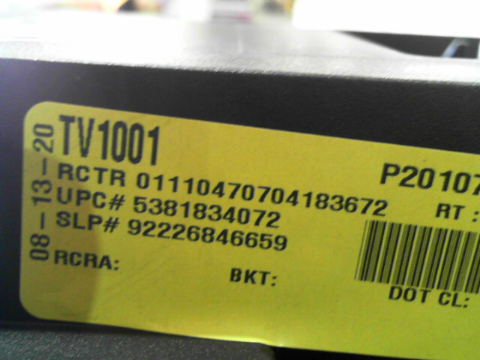 08-13-20
TV1001
RCTR 01110470704183672
P20107
UPC# 5381834072
RT:
SLP# 92226846659
RCRA:
BKT:
DOT CL: